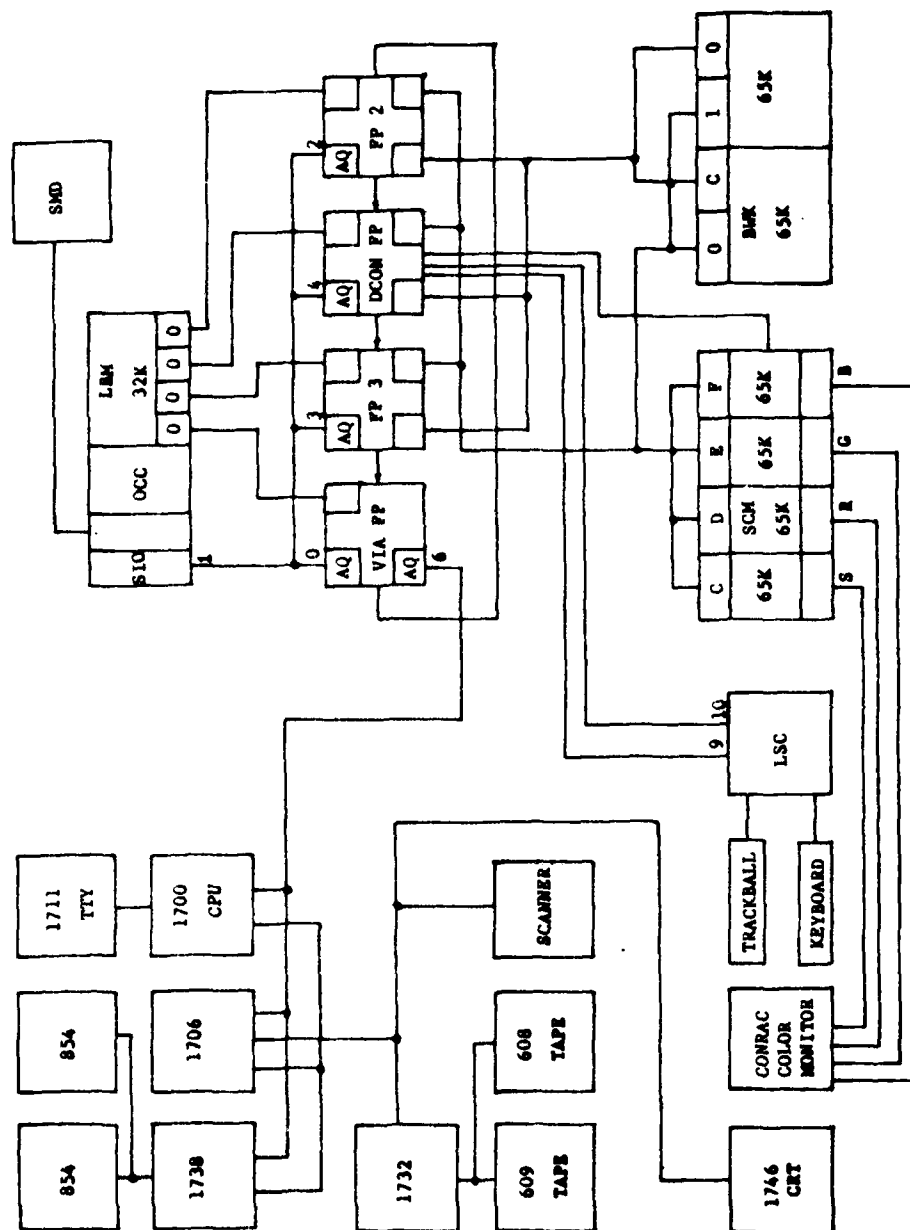 854
854
1711
TTY
SMD
1738
1706
1700
CPU
SIO
OCC
LBM
32K
0
0
0
0
1
0
3
4
2
AQ
AQ
AQ
AQ
VIA FP
FP 3
DCON FP
FP 2
AQ
6
1732
609
TAPE
608
TAPE
SCANNER
1746
CRT
CONRAC
COLOR
MONITOR
TRACKBALL
KEYBOARD
9
10
LSC
C
D
E
F
65K
SCM
65K
65K
65K
S
R
G
B
0
C
1
0
BWK
65K
65K